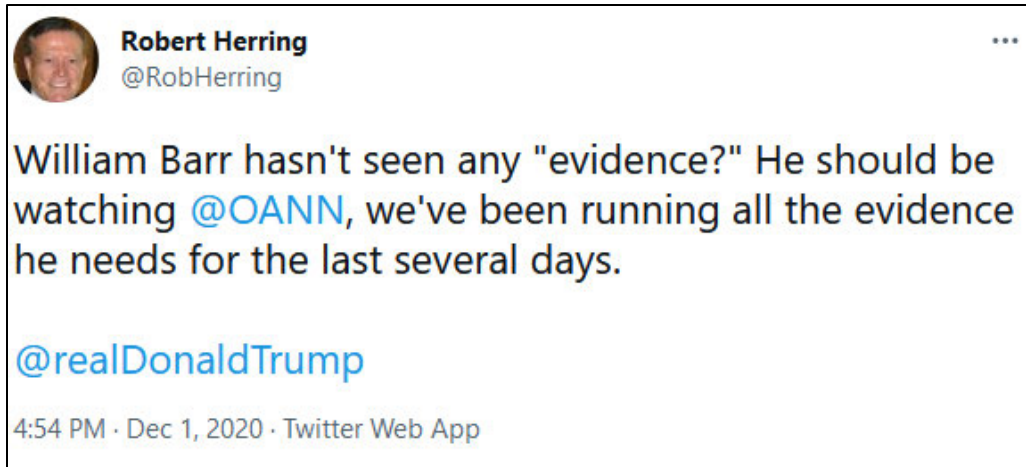 Robert Herring
@RobHerring
William Barr hasn't seen any "evidence?" He should be
watching @OANN, we've been running all the evidence
he needs for the last several days.
@realDonaldTrump
4:54 PM · Dec 1, 2020 · Twitter Web App